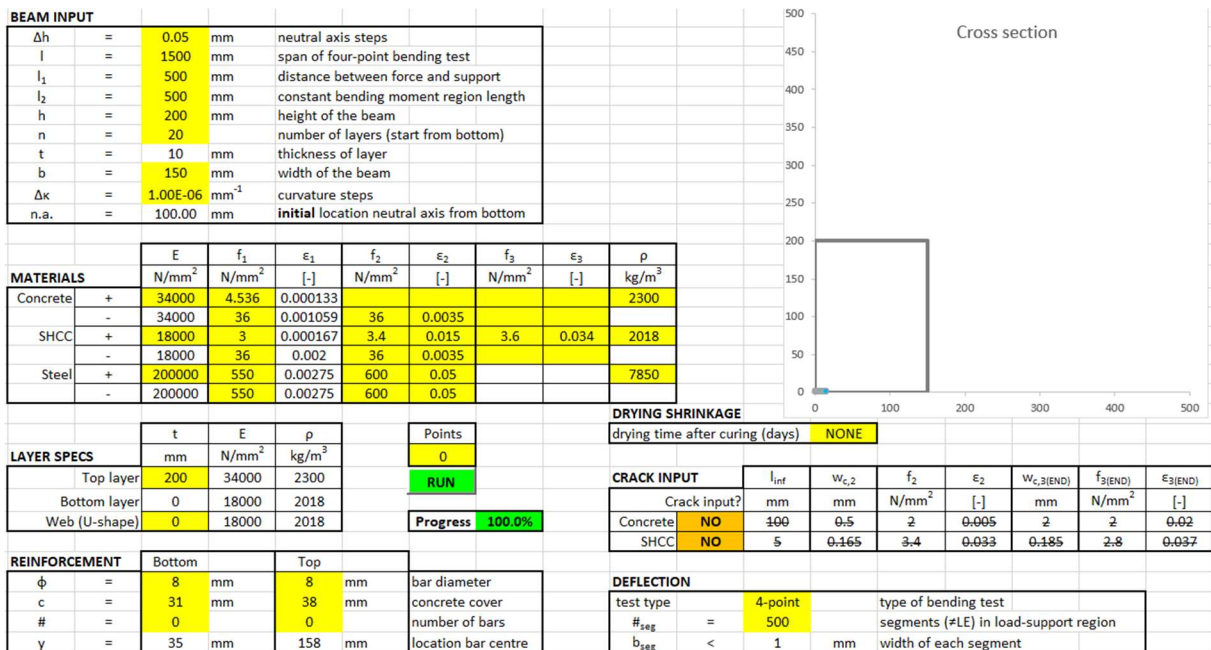 BEAM INPUT
Δh = 0.05 mm neutral axis steps
l = 1500 mm span of four-point bending test
l₁ = 500 mm distance between force and support
l₂ = 500 mm constant bending moment region length
h = 200 mm height of the beam
n = 20 number of layers (start from bottom)
t = 10 mm thickness of layer
b = 150 mm width of the beam
Δκ = 1.00E-06 mm⁻¹ curvature steps
n.a. = 100.00 mm initial location neutral axis from bottom
Cross section
500
450
400
350
300
250
200
150
100
50
0
0 100 200 300 400 500
E f₁ ε₁ f₂ ε₂ f₃ ε₃ ρ
MATERIALS N/mm² N/mm² [-] N/mm² [-] N/mm² [-] kg/m³
Concrete + 34000 4.536 0.000133 2300
- 34000 36 0.001059 36 0.0035
SHCC + 18000 3 0.000167 3.4 0.015 3.6 0.034 2018
- 18000 36 0.002 36 0.0035
Steel + 200000 550 0.00275 600 0.05 7850
- 200000 550 0.00275 600 0.05
DRYING SHRINKAGE
drying time after curing (days) NONE
t E ρ
LAYER SPECS mm N/mm² kg/m³
Top layer 200 34000 2300
Bottom layer 0 18000 2018
Web (U-shape) 0 18000 2018
Points
0
RUN
Progress 100.0%
CRACK INPUT l_inf w_c,2 f₂ ε₂ w_c,3(END) f_3(END) ε_3(END)
Crack input? mm mm N/mm² [-] mm N/mm² [-]
Concrete NO 100 0.5 2 0.005 2 2 0.02
SHCC NO 5 0.165 3.4 0.033 0.185 2.8 0.037
REINFORCEMENT Bottom Top
ϕ = 8 mm 8 mm bar diameter
c = 31 mm 38 mm concrete cover
# = 0 0 number of bars
y = 35 mm 158 mm location bar centre
DEFLECTION
test type 4-point type of bending test
#seg = 500 segments (≠LE) in load-support region
b_seg < 1 mm width of each segment